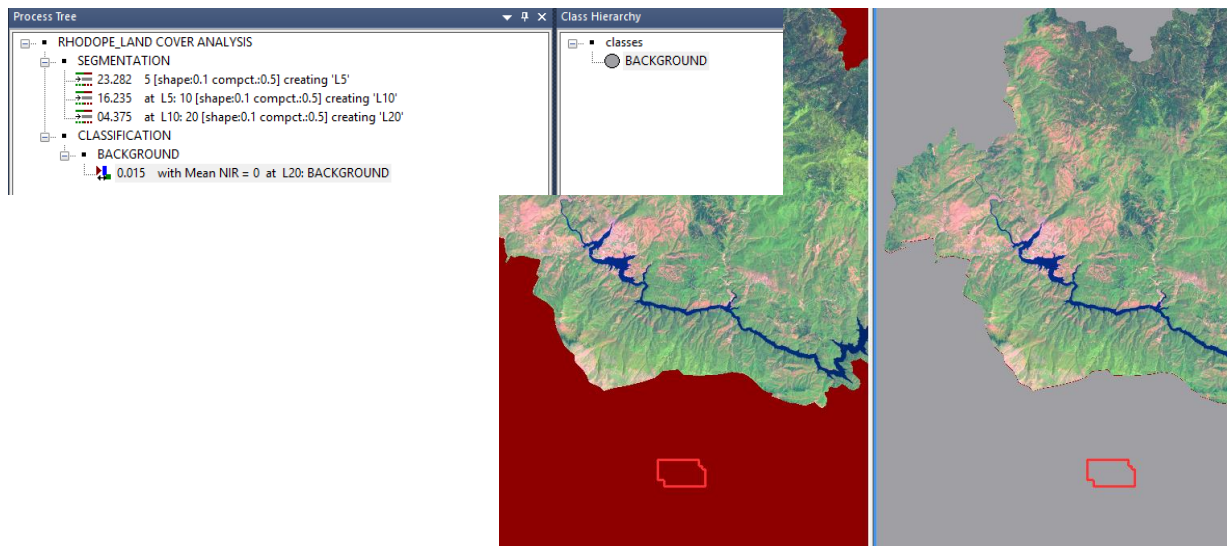 Process Tree
RHODOPE_LAND COVER ANALYSIS
SEGMENTATION
23.282 5 [shape:0.1 compct.:0.5] creating 'L5'
16.235 at L5: 10 [shape:0.1 compct.:0.5] creating 'L10'
04.375 at L10: 20 [shape:0.1 compct.:0.5] creating 'L20'
CLASSIFICATION
BACKGROUND
0.015 with Mean NIR = 0 at L20: BACKGROUND
Class Hierarchy
classes
BACKGROUND